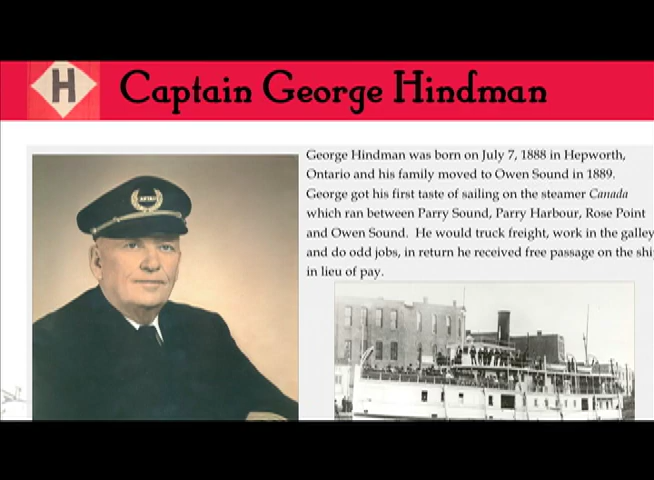 H
Captain George Hindman
George Hindman was born on July 7, 1888 in Hepworth,
Ontario and his family moved to Owen Sound in 1889.
George got his first taste of sailing on the steamer Canada
which ran between Parry Sound, Parry Harbour, Rose Point
and Owen Sound. He would truck freight, work in the galley
and do odd jobs, in return he received free passage on the shi
in lieu of pay.